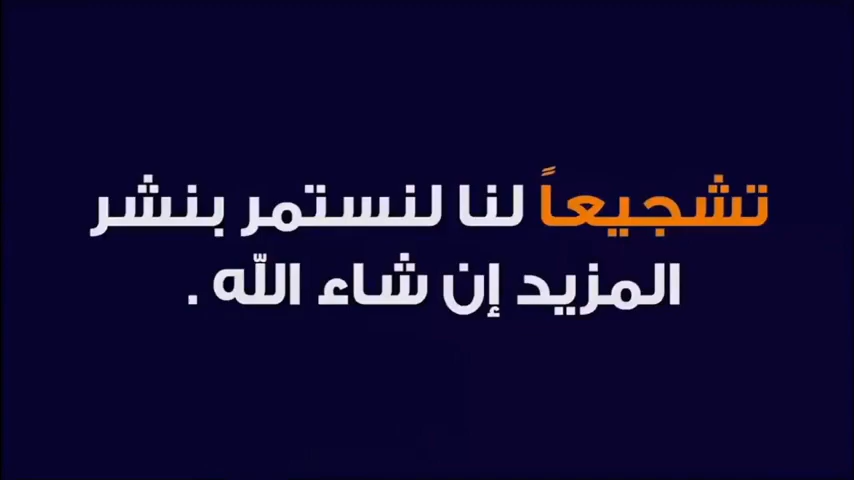 تشجيعاً لنا لنستمر بنشر
المزيد إن شاء الله .